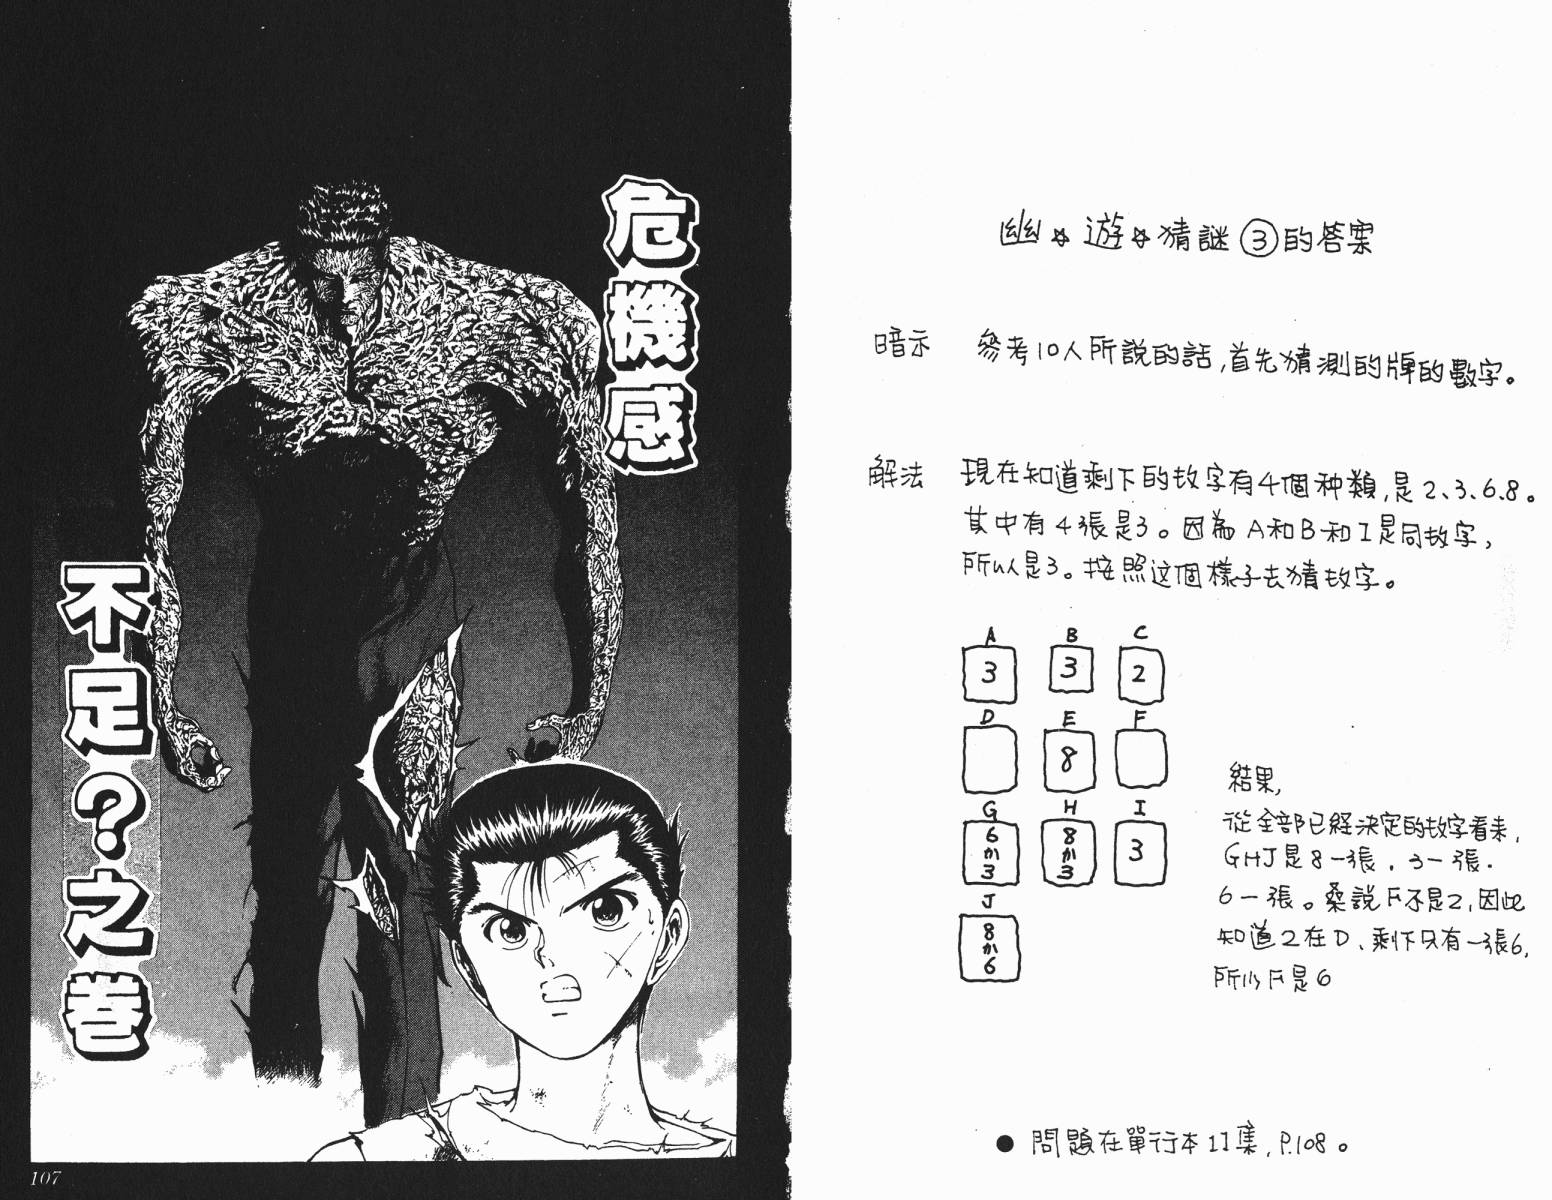 幽☆遊☆猜謎③的答案
暗示 參考10人所說的話,首先猜測的牌的數字。
解法 現在知道剩下的数字有4個种類,是2、3、6、8。
其中有4張是3。因為A和B和I是同数字,
所以是3。按照这個樣子去猜数字。
A B C
3 3 2
D E F
8
G H I
6か3 8か3 3
J
8か6
結果,
從全部已経決定的数字看来,
GHJ是8一張,3一張.
6一張。桑說F不是2,因此
知道2在D、剩下只有一張6,
所以F是6
●問題在單行本11集,P.108。
危機感
不足?之卷
107